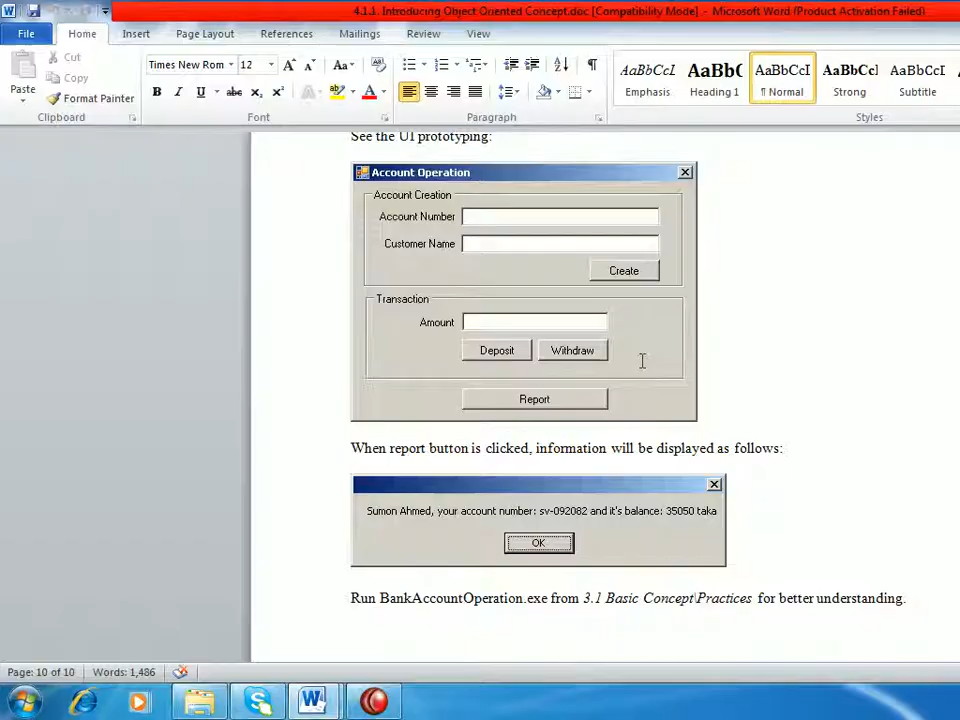 4.1.1. Introducing Object Oriented Concept.doc [Compatibility Mode] - Microsoft Word (Product Activation Failed)
File Home Insert Page Layout References Mailings Review View
Cut
Copy
Paste
Format Painter
Times New Rom 12
AaBbCcI AaBb( AaBbCcI AaBbCcl AaBbCcI
Emphasis Heading 1 ¶ Normal Strong Subtitle
Clipboard Font Paragraph Styles
See the UI prototyping:
Account Operation
Account Creation
Account Number
Customer Name
Create
Transaction
Amount
Deposit Withdraw
Report
When report button is clicked, information will be displayed as follows:
Sumon Ahmed, your account number: sv-092082 and it's balance: 35050 taka
OK
Run BankAccountOperation.exe from 3.1 Basic Concept\Practices for better understanding.
Page: 10 of 10 Words: 1,486